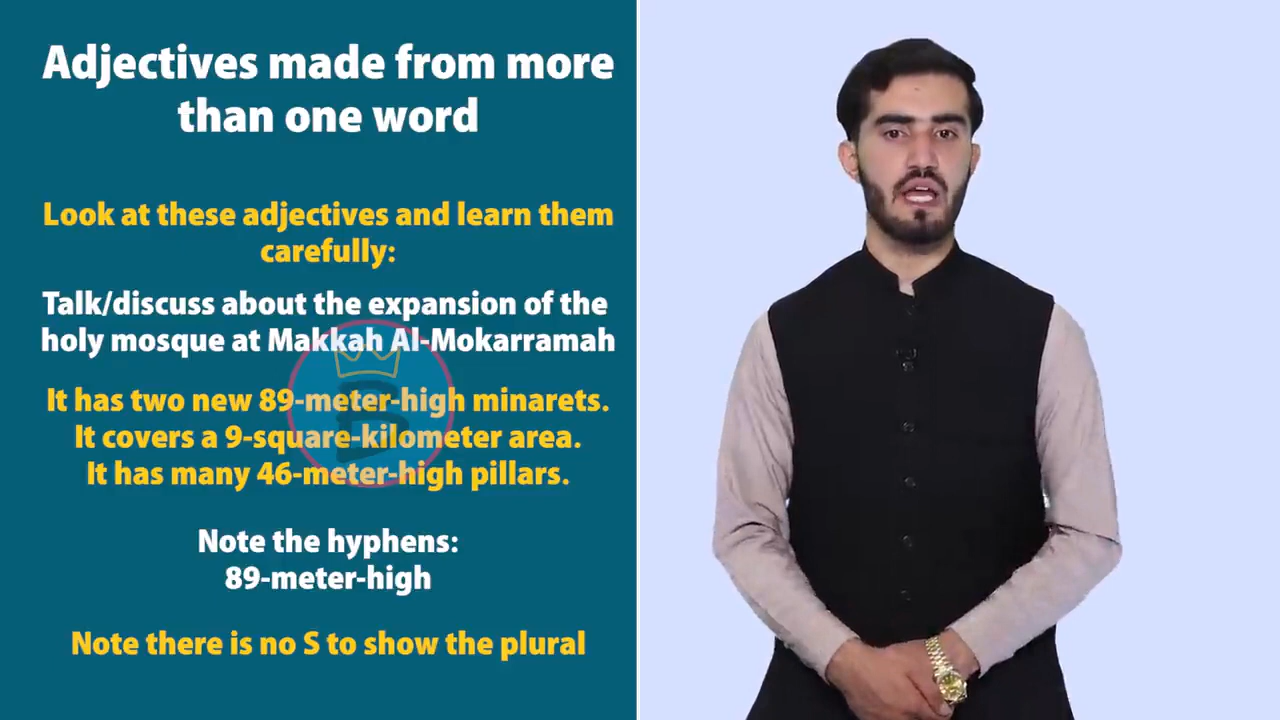 Adjectives made from more
than one word
Look at these adjectives and learn them
carefully:
Talk/discuss about the expansion of the
holy mosque at Makkah Al-Mokarramah
It has two new 89-meter-high minarets.
It covers a 9-square-kilometer area.
It has many 46-meter-high pillars.
Note the hyphens:
89-meter-high
Note there is no S to show the plural
B